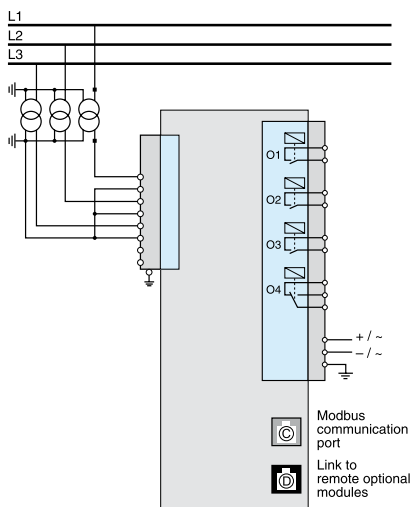 L1
L2
L3
O1
O2
O3
O4
+ / ~
– / ~
C
Modbus
communication
port
D
Link to
remote optional
modules